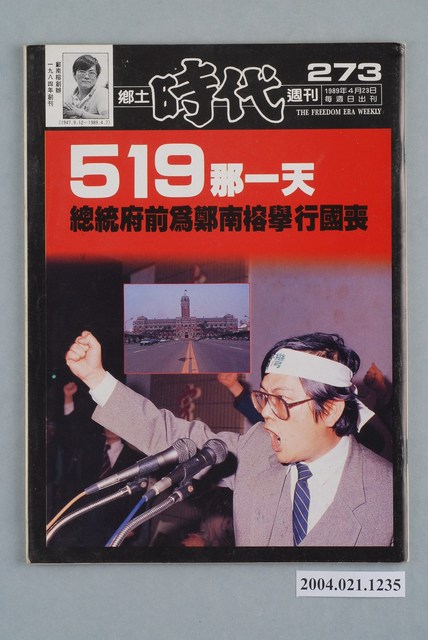 鄭南榕創辦
一九八四年創刊
(1947.9.12－1989.4.7)
鄉土時代週刊
273
1989年4月23日
每週日出刊
THE FREEDOM ERA WEEKLY
519那一天
總統府前為鄭南榕舉行國喪
灣
2004.021.1235